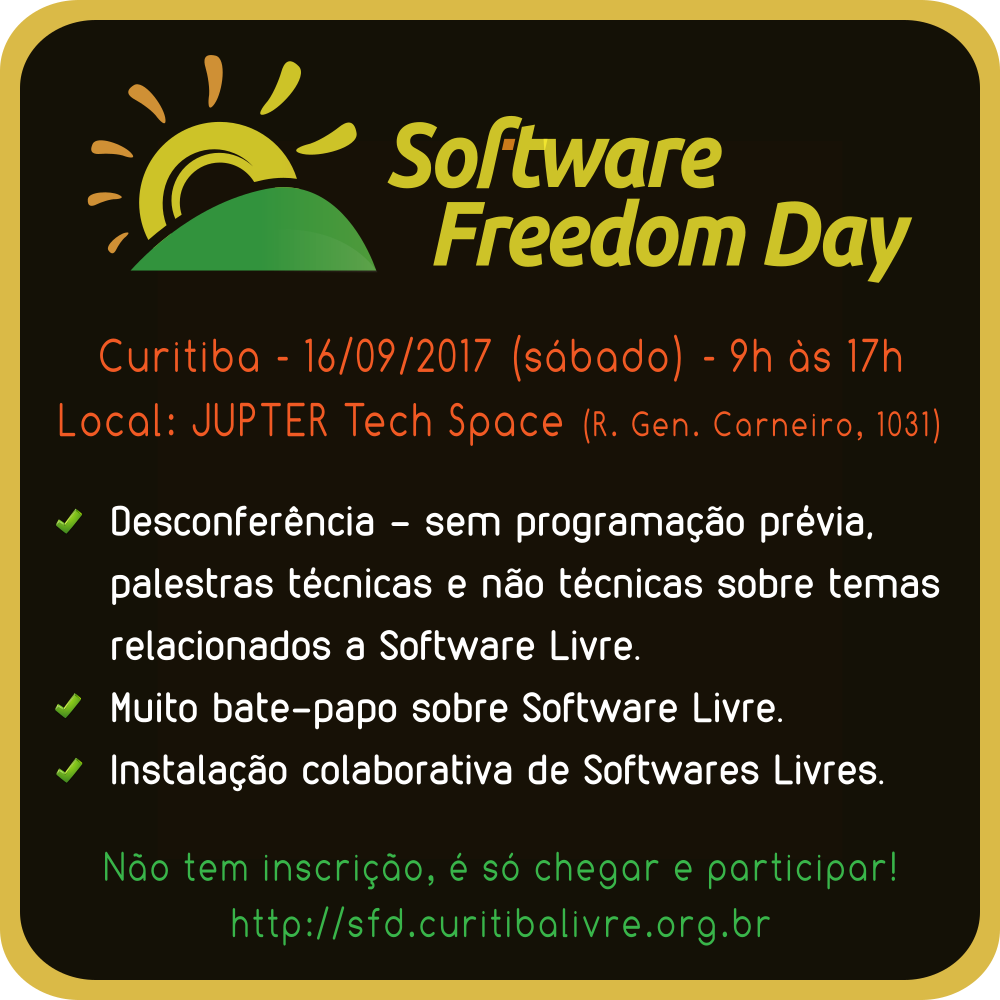 Software
Freedom Day
Curitiba - 16/09/2017 (sábado) - 9h às 17h
Local: JUPTER Tech Space (R. Gen. Carneiro, 1031)
Desconferência - sem programação prévia,
palestras técnicas e não técnicas sobre temas
relacionados a Software Livre.
Muito bate-papo sobre Software Livre.
Instalação colaborativa de Softwares Livres.
Não tem inscrição, é só chegar e participar!
http://sfd.curitibalivre.org.br